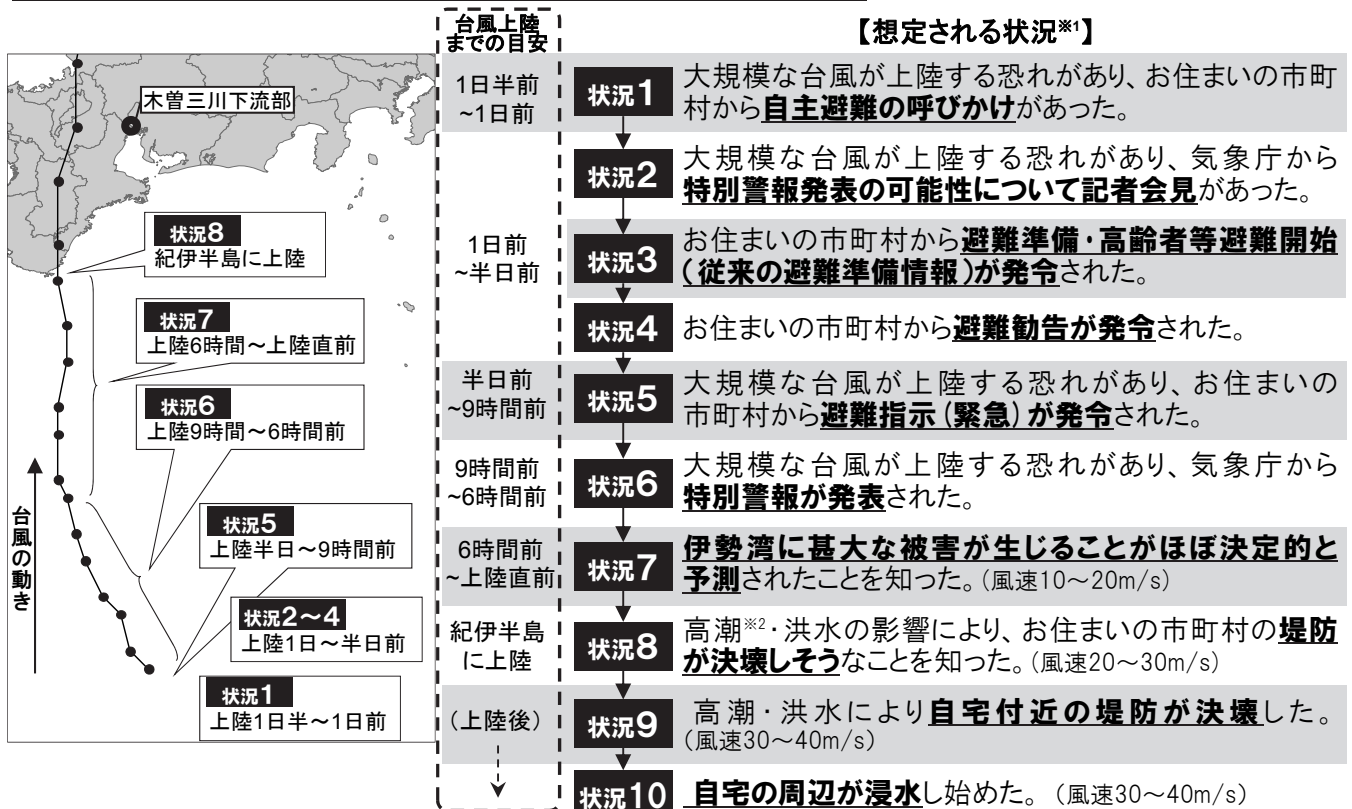 台風上陸
までの目安
【想定される状況※1】
木曽三川下流部
状況8
紀伊半島に上陸
状況7
上陸6時間～上陸直前
状況6
上陸9時間～6時間前
状況5
上陸半日～9時間前
状況2～4
上陸1日～半日前
状況1
上陸1日半～1日前
台風の動き
1日半前
~1日前
状況1
大規模な台風が上陸する恐れがあり、お住まいの市町
村から自主避難の呼びかけがあった。
状況2
大規模な台風が上陸する恐れがあり、気象庁から
特別警報発表の可能性について記者会見があった。
1日前
~半日前
状況3
お住まいの市町村から避難準備・高齢者等避難開始
（従来の避難準備情報）が発令された。
状況4
お住まいの市町村から避難勧告が発令された。
半日前
~9時間前
状況5
大規模な台風が上陸する恐れがあり、お住まいの
市町村から避難指示（緊急）が発令された。
9時間前
~6時間前
状況6
大規模な台風が上陸する恐れがあり、気象庁から
特別警報が発表された。
6時間前
~上陸直前
状況7
伊勢湾に甚大な被害が生じることがほぼ決定的と
予測されたことを知った。（風速10～20m/s）
紀伊半島
に上陸
状況8
高潮※2・洪水の影響により、お住まいの市町村の堤防
が決壊しそうなことを知った。（風速20～30m/s）
（上陸後）
状況9
高潮・洪水により自宅付近の堤防が決壊した。
（風速30～40m/s）
状況10
自宅の周辺が浸水し始めた。（風速30～40m/s）